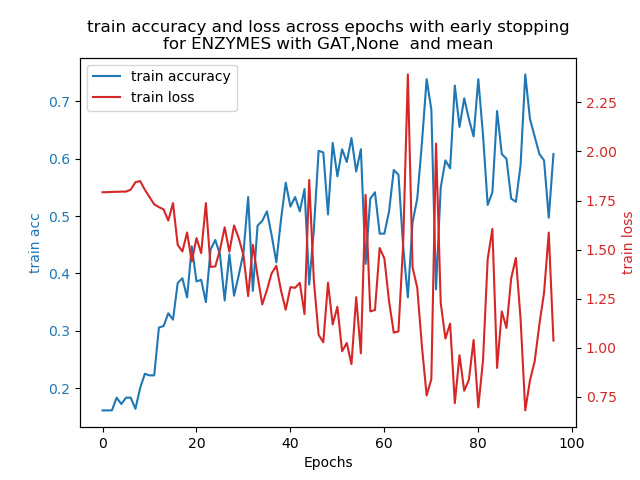 train accuracy and loss across epochs with early stopping
for ENZYMES with GAT,None  and mean
train accuracy
train loss
train acc
0.7
0.6
0.5
0.4
0.3
0.2
2.25
2.00
1.75
1.50
1.25
1.00
0.75
train loss
0 20 40 60 80 100
Epochs